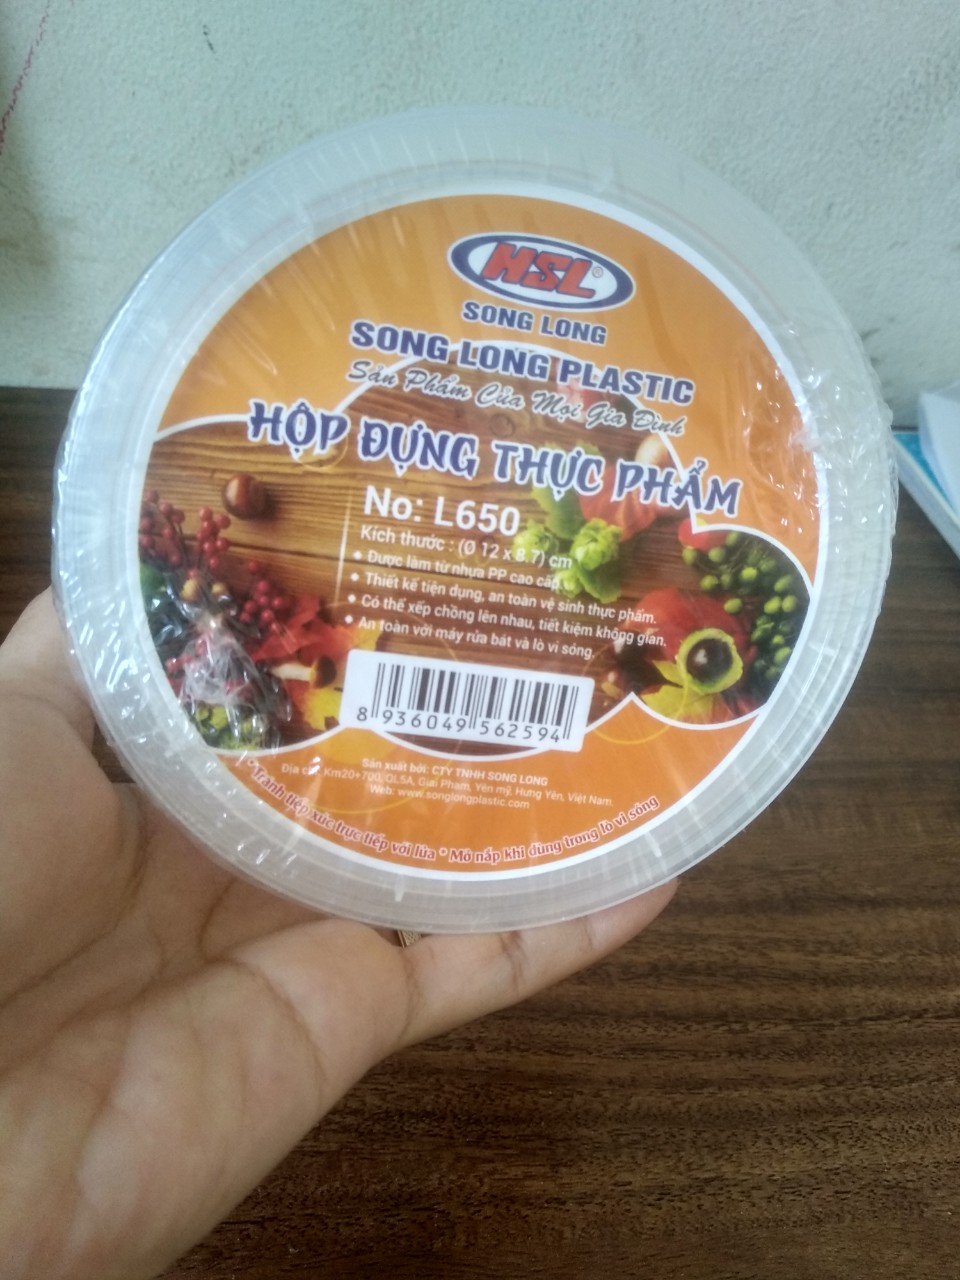 HSL®
SONG LONG
SONG LONG PLASTIC
Sản Phẩm Của Mọi Gia Đình
HỘP ĐỰNG THỰC PHẨM
No: L650
Kích thước : (Ø 12 x 8.7) cm
Được làm từ nhựa PP cao cấp.
Thiết kế tiện dụng, an toàn vệ sinh thực phẩm.
Có thể xếp chồng lên nhau, tiết kiệm không gian.
An toàn với máy rửa bát và lò vi sóng.
8 936049 562594
Sản xuất bởi: CTY TNHH SONG LONG
Địa chỉ: Km20+700, QL5A, Giai Phạm, Yên mỹ, Hưng Yên, Việt Nam.
Web: www.songlongplastic.com
* Tránh tiếp xúc trực tiếp với lửa * Mở nắp khi dùng trong lò vi sóng